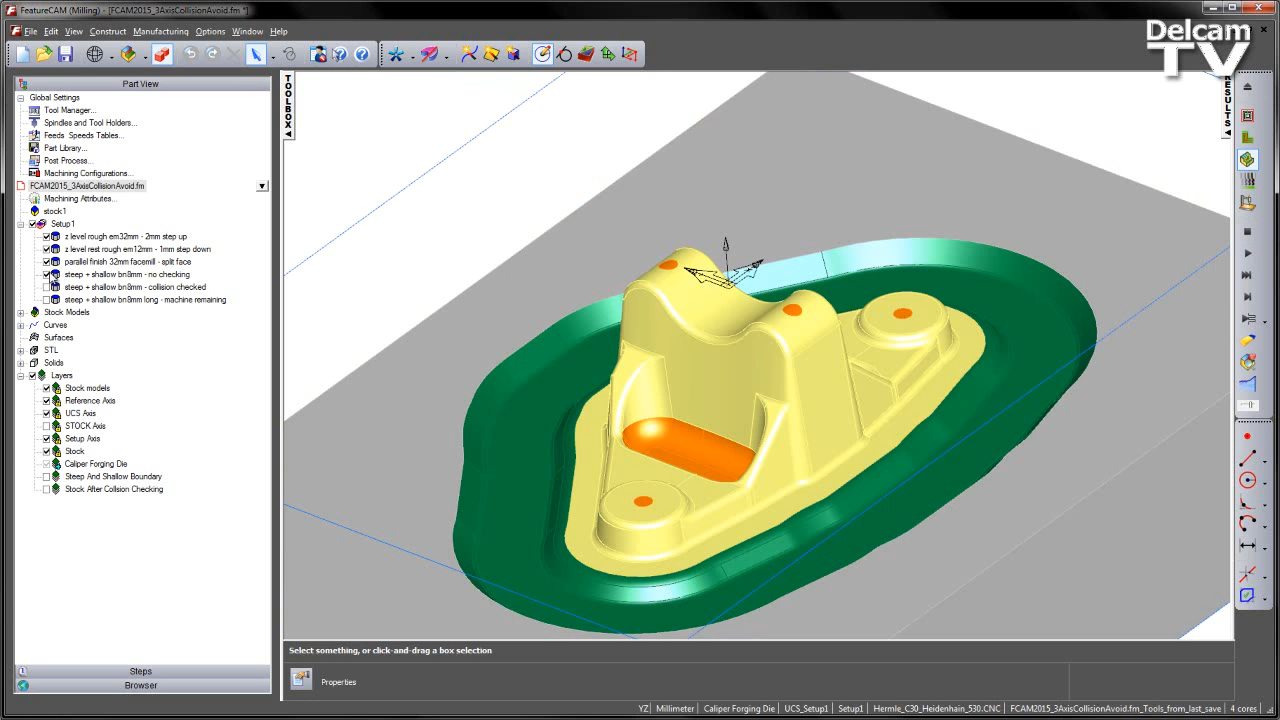 FeatureCAM (Milling) - [FCAM2015_3AxisCollisionAvoid.fm *]
File Edit View Construct Manufacturing Options Window Help
Delcam
TV
Part View
Global Settings
Tool Manager...
Spindles and Tool Holders...
Feeds Speeds Tables...
Part Library...
Post Process...
Machining Configurations...
FCAM2015_3AxisCollisionAvoid.fm
Machining Attributes...
stock1
Setup1
z level rough em32mm - 2mm step up
z level rest rough em12mm - 1mm step down
parallel finish 32mm facemill - split face
steep + shallow bn8mm - no checking
steep + shallow bn8mm - collision checked
steep + shallow bn8mm long - machine remaining
Stock Models
Curves
Surfaces
STL
Solids
Layers
Stock models
Reference Axis
UCS Axis
STOCK Axis
Setup Axis
Stock
Caliper Forging Die
Steep And Shallow Boundary
Stock After Collsion Checking
Steps
Browser
TOOLBOX
RESULTS
Select something, or click-and-drag a box selection
Properties
YZ Millimeter Caliper Forging Die UCS_Setup1 Setup1 Hermle_C30_Heidenhain_530.CNC FCAM2015_3AxisCollisionAvoid.fm_Tools_from_last_save 4 cores